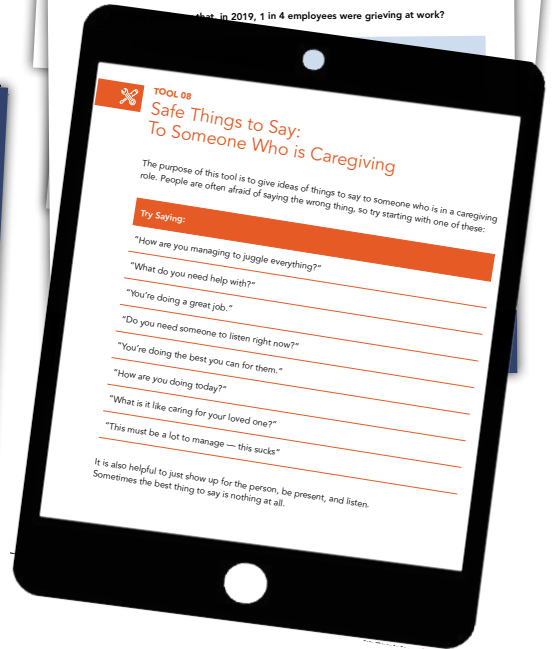 that, in 2019, 1 in 4 employees were grieving at work?
TOOL 08
Safe Things to Say:
To Someone Who is Caregiving
The purpose of this tool is to give ideas of things to say to someone who is in a caregiving
role. People are often afraid of saying the wrong thing, so try starting with one of these:
Try Saying:
“How are you managing to juggle everything?”
“What do you need help with?”
“You’re doing a great job.”
“Do you need someone to listen right now?”
“You’re doing the best you can for them.”
“How are you doing today?”
“What is it like caring for your loved one?”
“This must be a lot to manage — this sucks”
It is also helpful to just show up for the person, be present, and listen.
Sometimes the best thing to say is nothing at all.